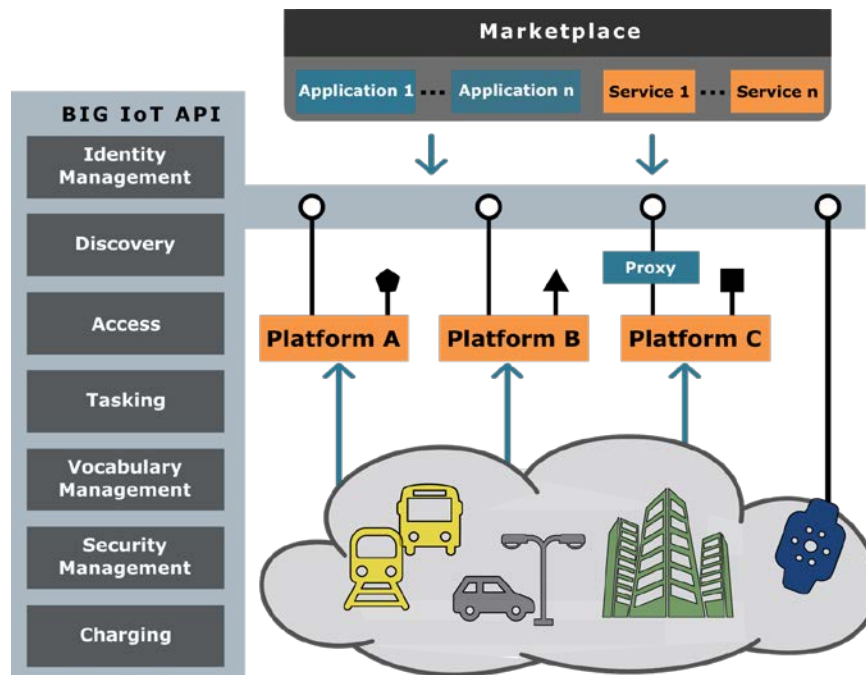 Marketplace
Application 1 ... Application n Service 1 ... Service n
BIG IoT API
Identity
Management
Discovery
Access
Tasking
Vocabulary
Management
Security
Management
Charging
Proxy
Platform A Platform B Platform C